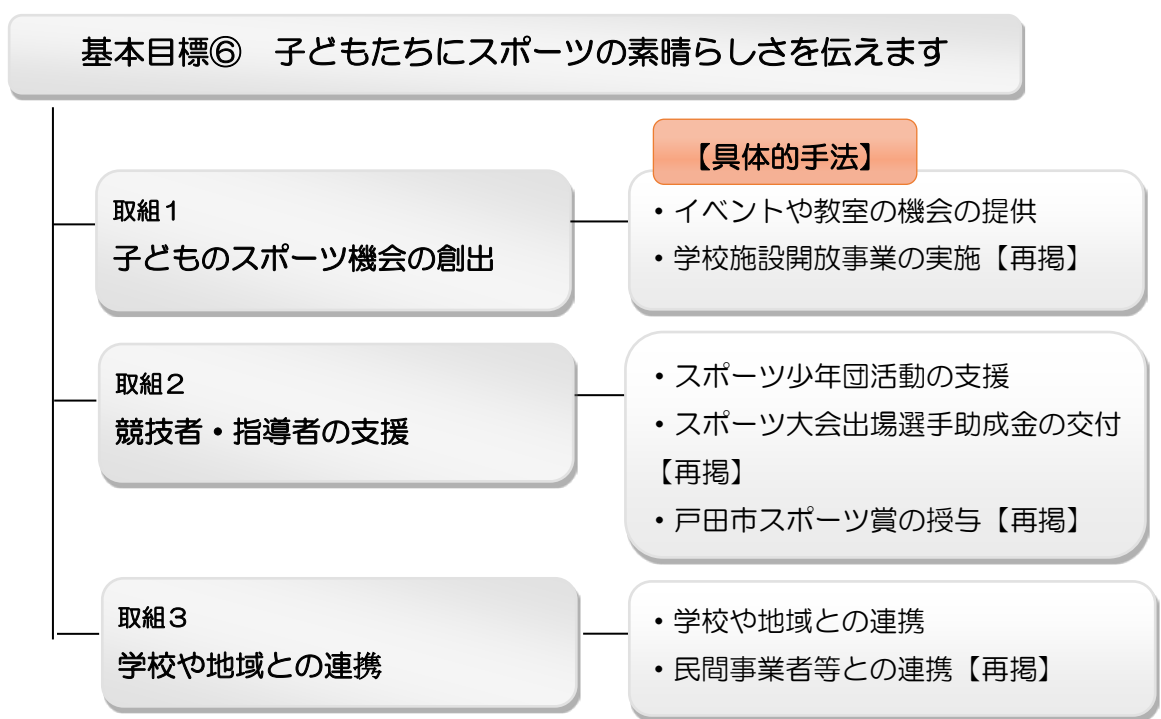 基本目標⑥　子どもたちにスポーツの素晴らしさを伝えます
【具体的手法】
取組１
子どものスポーツ機会の創出
・イベントや教室の機会の提供
・学校施設開放事業の実施【再掲】
取組２
競技者・指導者の支援
・スポーツ少年団活動の支援
・スポーツ大会出場選手助成金の交付
【再掲】
・戸田市スポーツ賞の授与【再掲】
取組３
学校や地域との連携
・学校や地域との連携
・民間事業者等との連携【再掲】